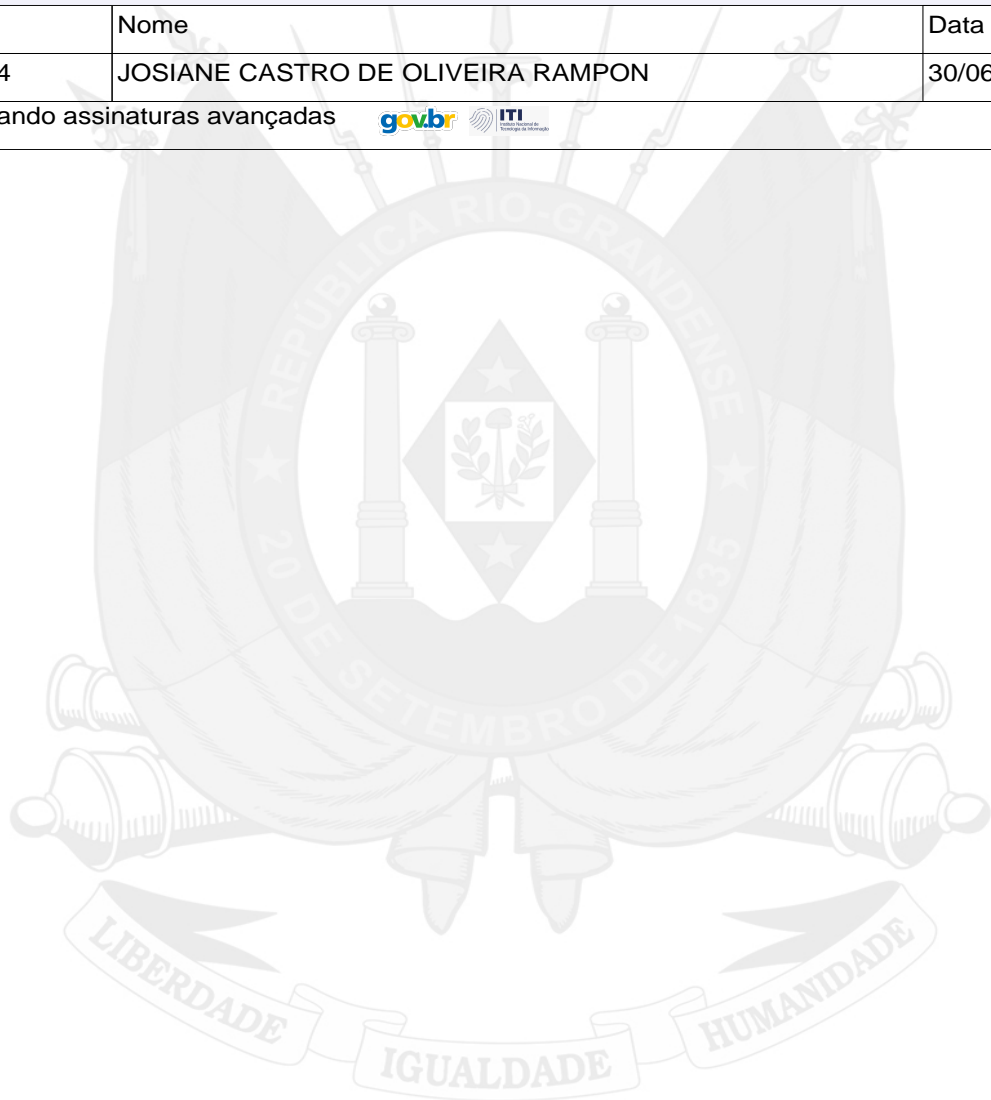 Nome Data
4 JOSIANE CASTRO DE OLIVEIRA RAMPON 30/06
ando assinaturas avançadas gov.br ITI
REPÚBLICA RIO-GRANDENSE
20 DE SETEMBRO DE 1835
LIBERDADE IGUALDADE HUMANIDADE